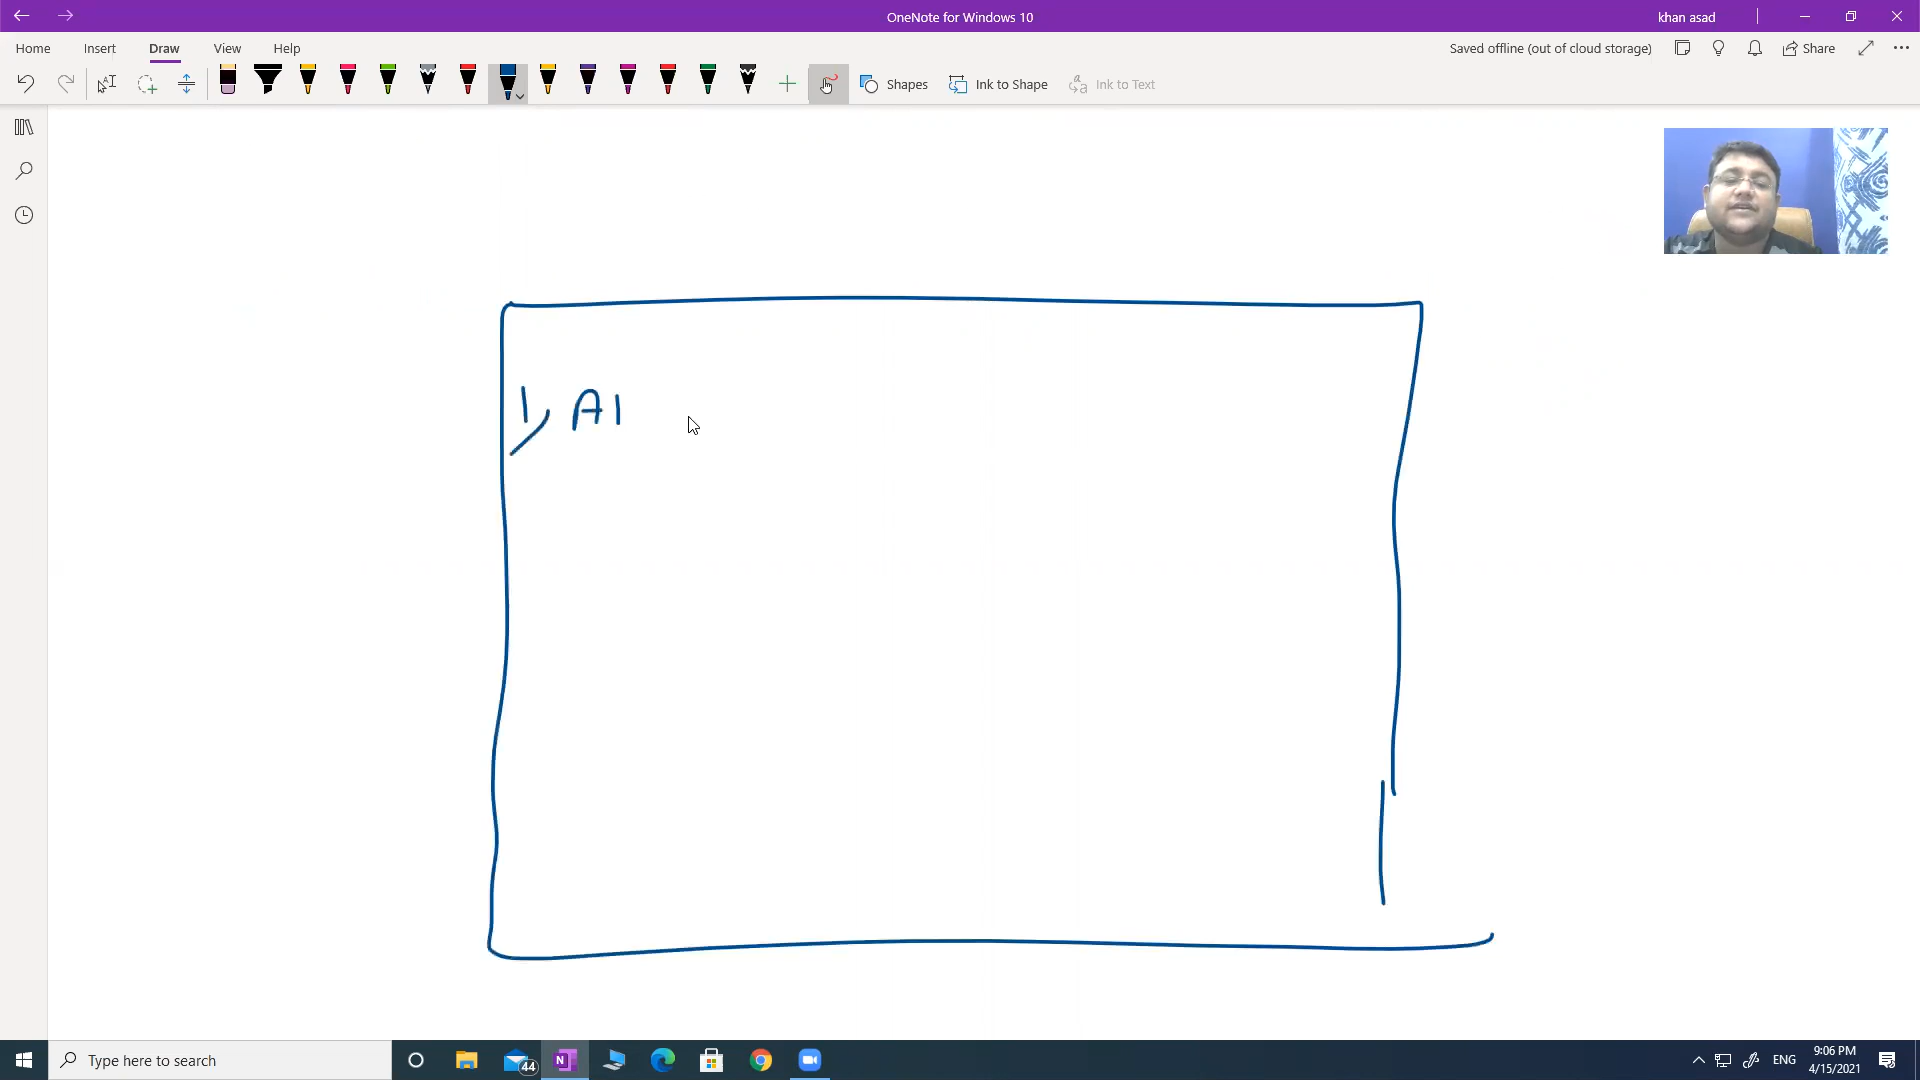 OneNote for Windows 10
khan asad
Home Insert Draw View Help
Saved offline (out of cloud storage)
Share
Shapes
Ink to Shape
Ink to Text
1, AI
Type here to search
44
N
ENG
9:06 PM
4/15/2021